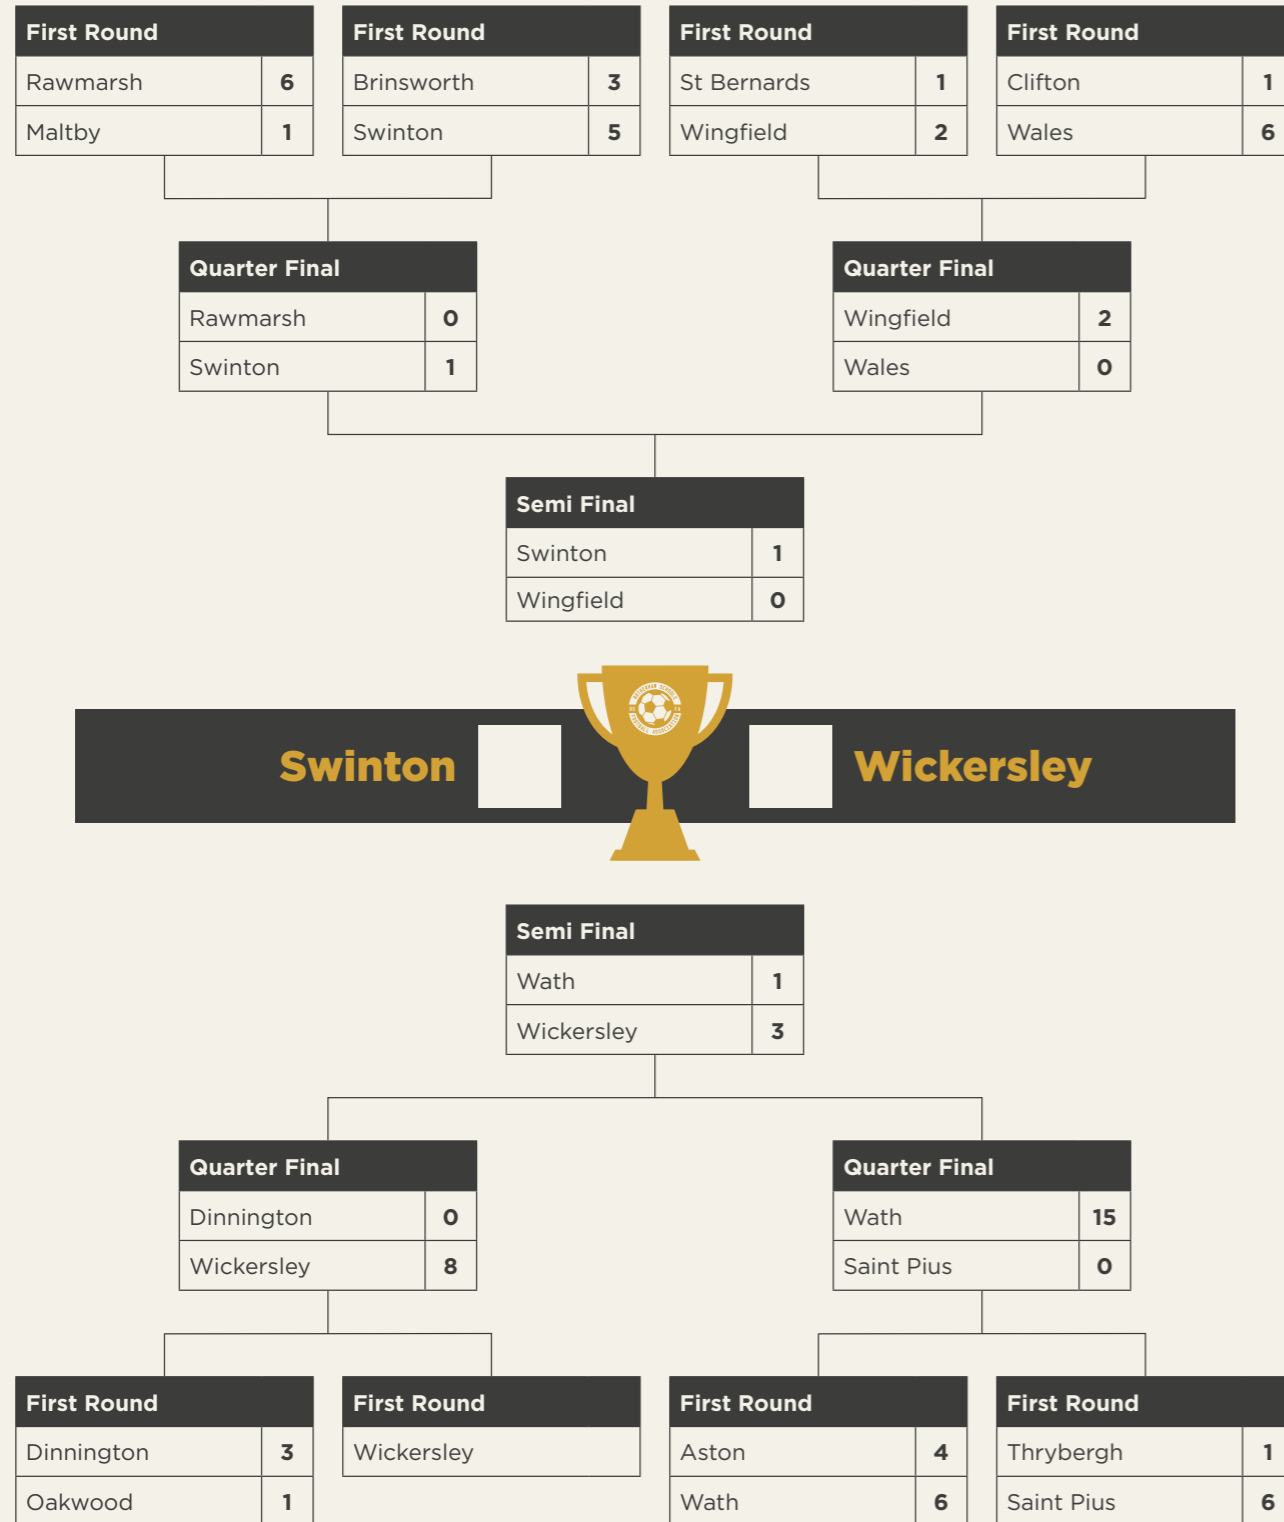 First Round First Round First Round First Round
Rawmarsh 6 Brinsworth 3 St Bernards 1 Clifton 1
Maltby 1 Swinton 5 Wingfield 2 Wales 6
Quarter Final Quarter Final
Rawmarsh 0 Wingfield 2
Swinton 1 Wales 0
Semi Final
Swinton 1
Wingfield 0
Swinton Wickersley
Semi Final
Wath 1
Wickersley 3
Quarter Final Quarter Final
Dinnington 0 Wath 15
Wickersley 8 Saint Pius 0
First Round First Round First Round First Round
Dinnington 3 Wickersley Aston 4 Thrybergh 1
Oakwood 1 Wath 6 Saint Pius 6